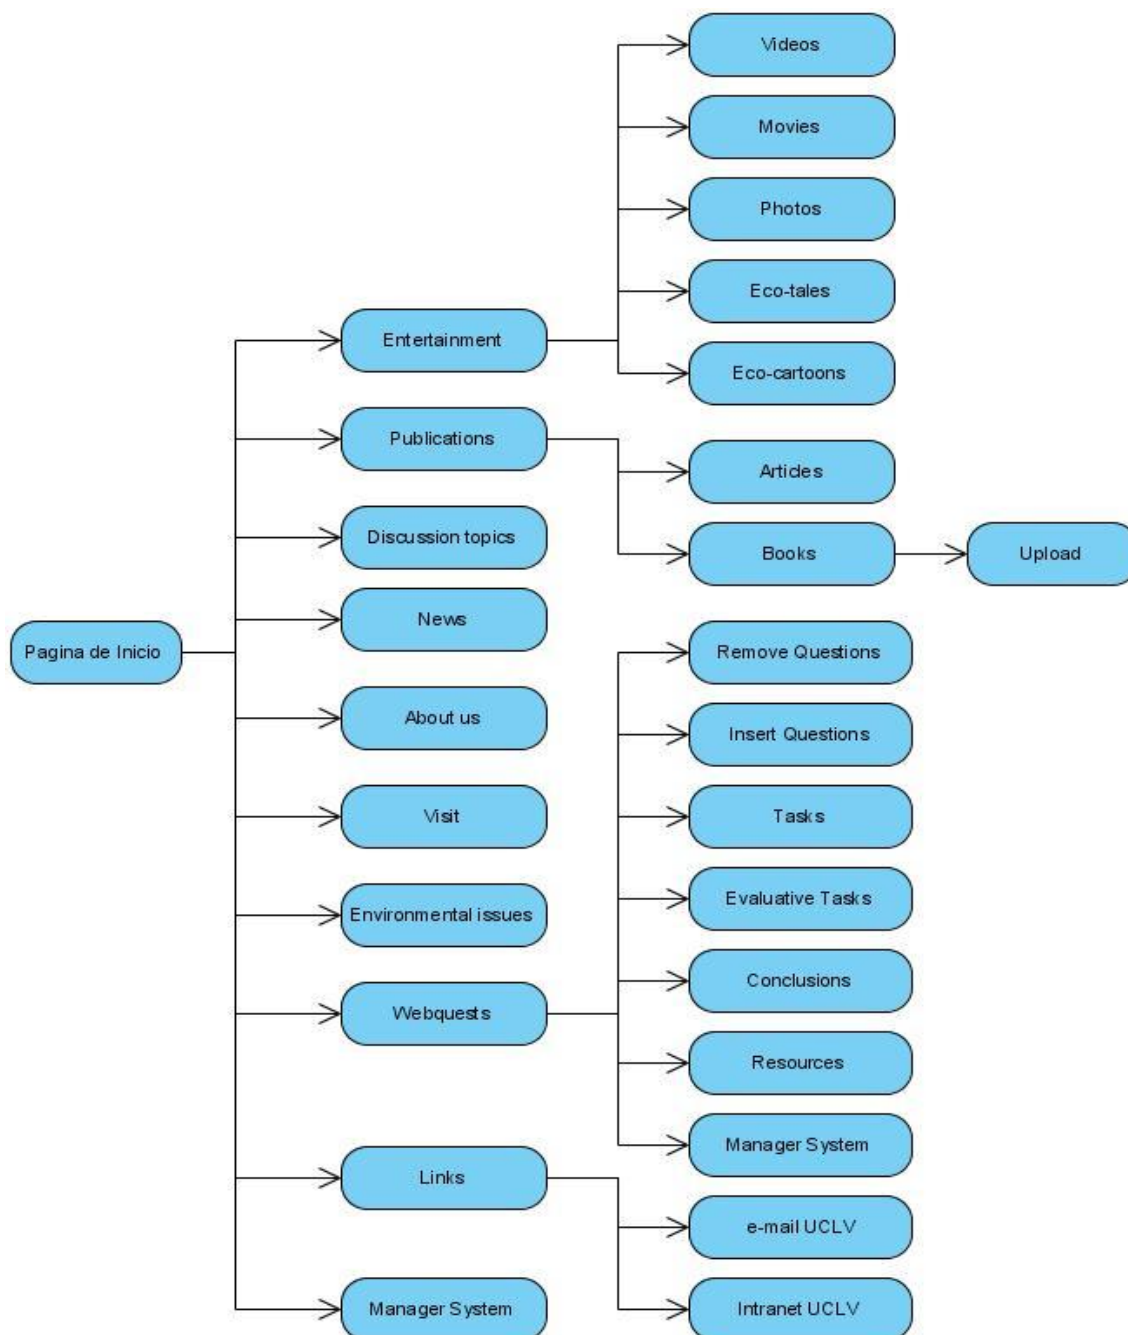 Videos
Movies
Photos
Eco-tales
Entertainment
Eco-cartoons
Publications
Articles
Discussion topics
Books
Upload
News
Pagina de Inicio
Remove Questions
About us
Insert Questions
Visit
Tasks
Environmental issues
Evaluative Tasks
Conclusions
Webquests
Resources
Manager System
Links
e-mail UCLV
Manager System
Intranet UCLV